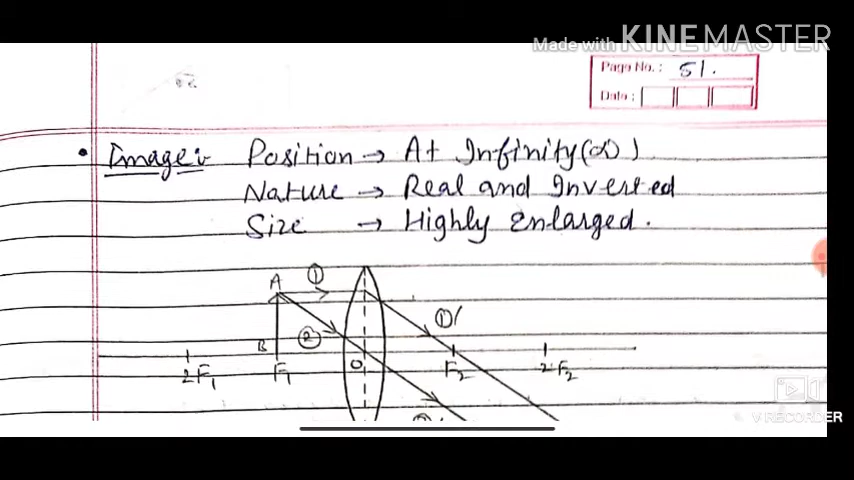 Made with KINEMASTER
Page No.: 51.
Date:
• Image:- Position → At Infinity(∞)
Nature → Real and Inverted
Size → Highly Enlarged.
A ① 
①'
B ②
2F₁ F₁ O F₂ 2F₂
V RECORDER